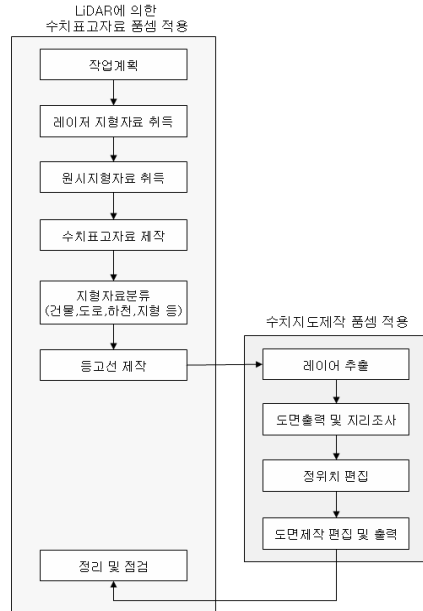 LiDAR에 의한
수치표고자료 품셈 적용
작업계획
레이저 지형자료 취득
원시지형자료 취득
수치표고자료 제작
지형자료분류
(건물,도로,하천,지형 등)
등고선 제작
수치지도제작 품셈 적용
레이어 추출
도면출력 및 지리조사
정위치 편집
도면제작 편집 및 출력
정리 및 점검